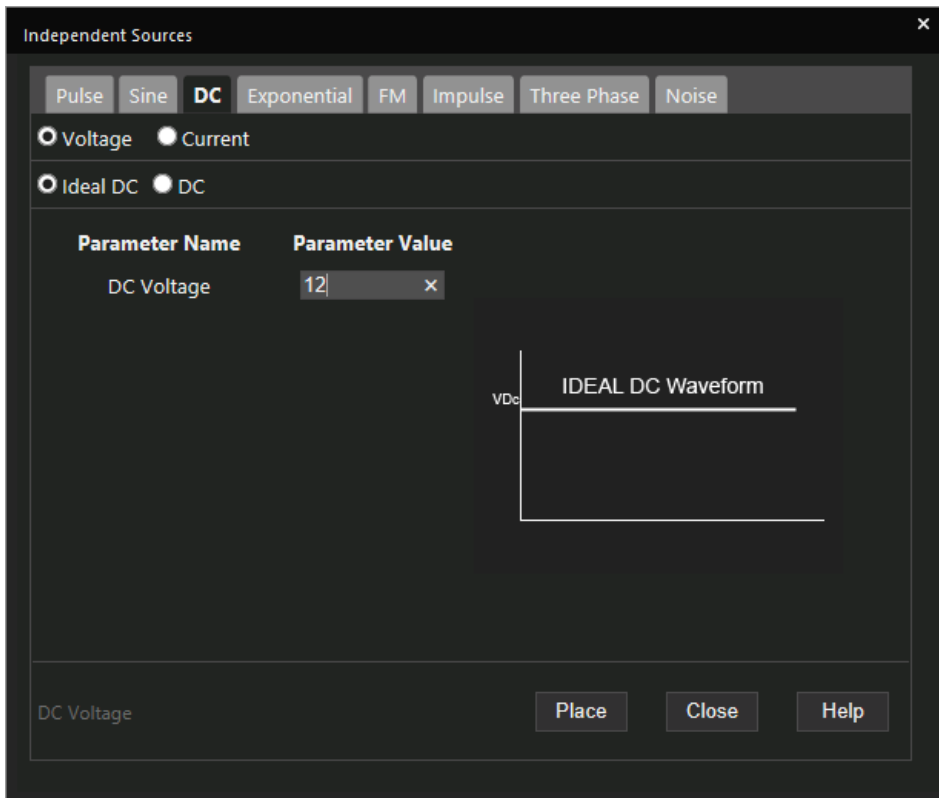 Independent Sources
Pulse Sine DC Exponential FM Impulse Three Phase Noise
Voltage Current
Ideal DC DC
Parameter Name Parameter Value
DC Voltage 12
IDEAL DC Waveform
VDc
DC Voltage Place Close Help